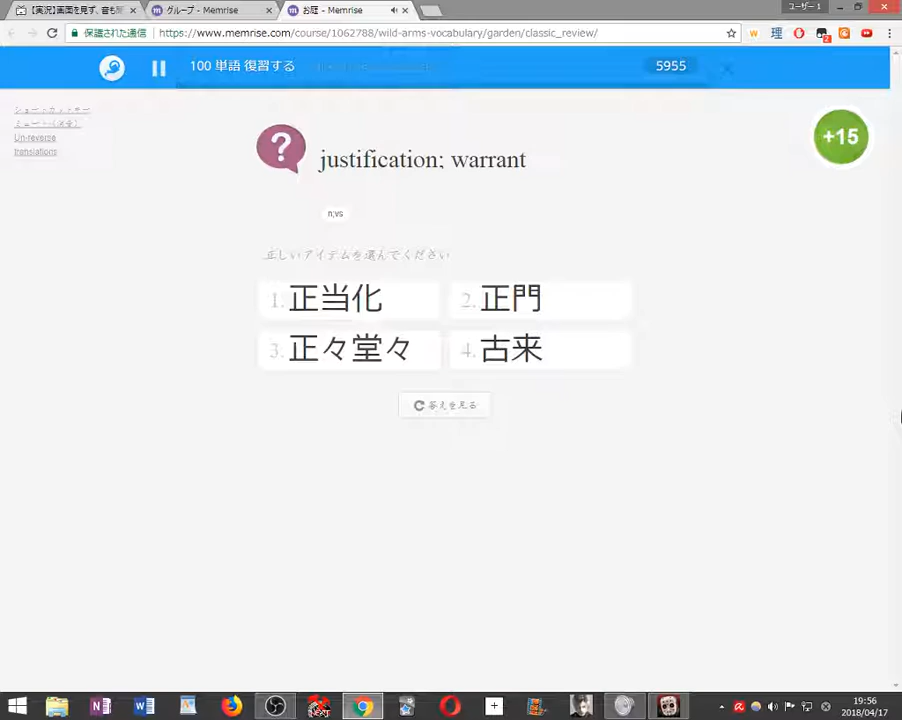 【実況】画面を見ず、音も
グループ - Memrise
お庭 - Memrise
ユーザー 1
保護された通信
https://www.memrise.com/course/1062788/wild-arms-vocabulary/garden/classic_review/
100 単語 復習する
5955
Un-reverse
translations
+15
?
justification; warrant
n;vs
正しいアイテムを選んでください
1. 正当化
2. 正門
3. 正々堂々
4. 古来
答えを見る
19:56
2018/04/17